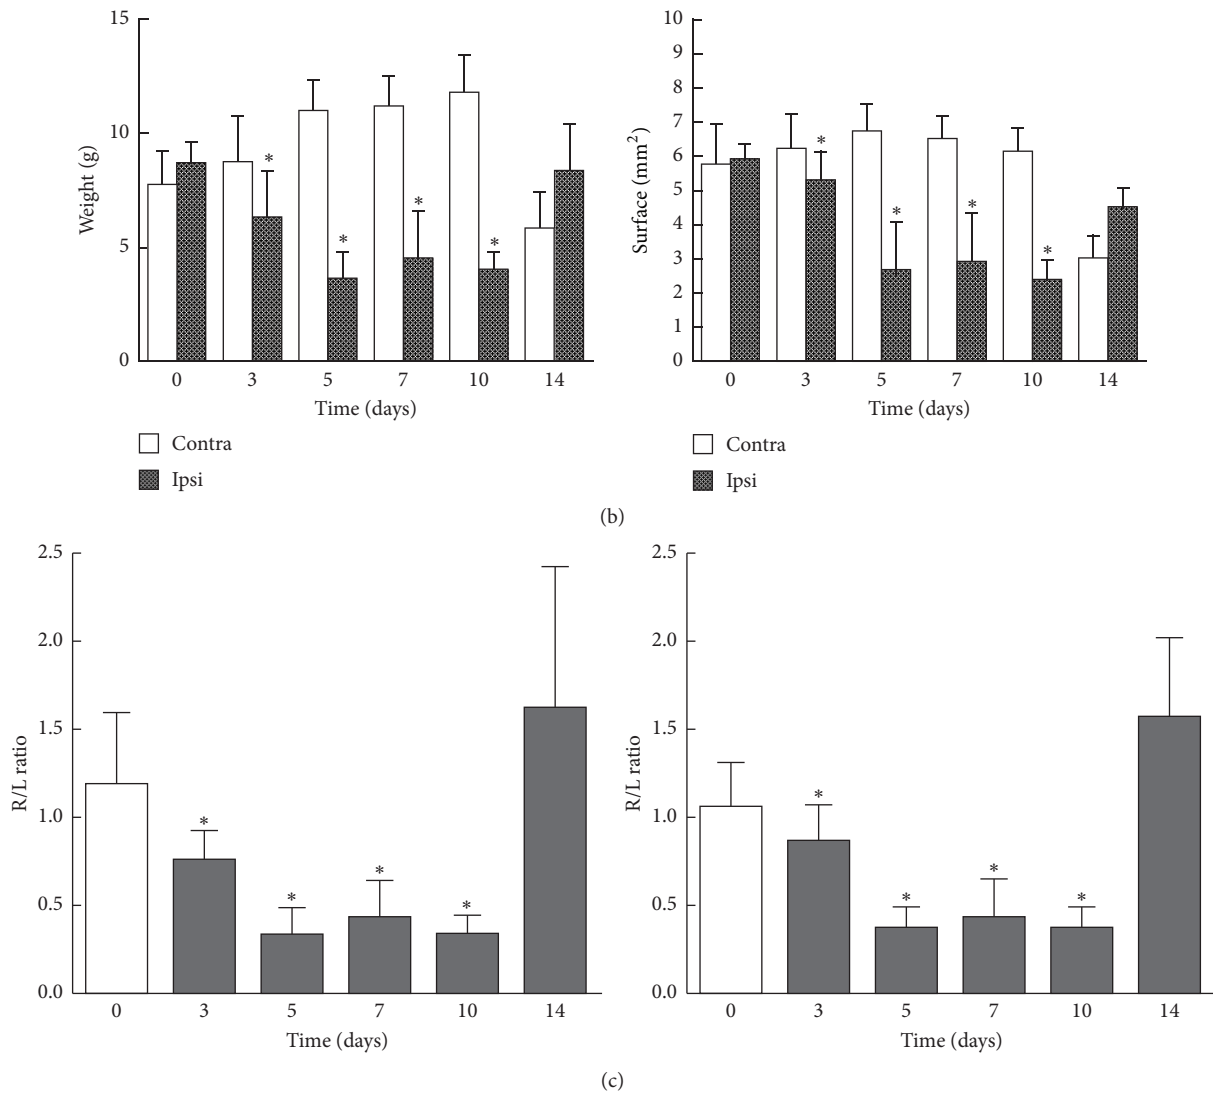 15
10
5
0
Weight (g)
*
*
*
*
0 3 5 7 10 14
Time (days)
Contra
Ipsi
10
9
8
7
6
5
4
3
2
1
0
Surface (mm²)
*
*
*
*
0 3 5 7 10 14
Time (days)
Contra
Ipsi
(b)
2.5
2.0
1.5
1.0
0.5
0.0
R/L ratio
*
*
*
*
0 3 5 7 10 14
Time (days)
2.5
2.0
1.5
1.0
0.5
0.0
R/L ratio
*
*
*
*
0 3 5 7 10 14
Time (days)
(c)